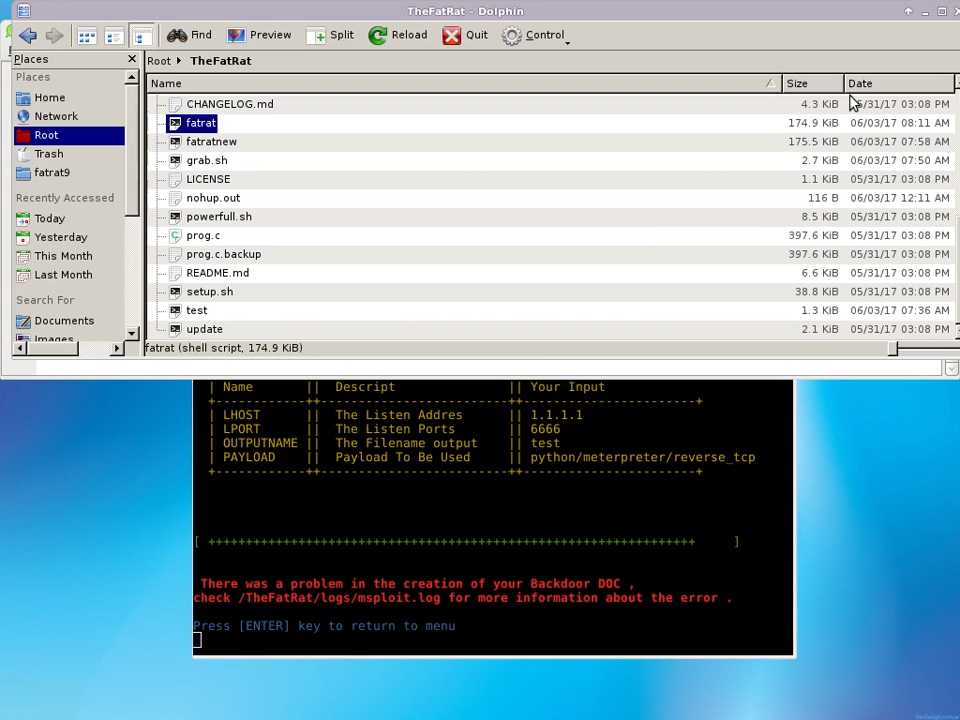 TheFatRat - Dolphin
Find Preview Split Reload Quit Control
Places Root TheFatRat
Places
Home
Network
Root
Trash
fatrat9
Recently Accessed
Today
Yesterday
This Month
Last Month
Search For
Documents
Images
Name Size Date
CHANGELOG.md 4.3 KiB 05/31/17 03:08 PM
fatrat 174.9 KiB 06/03/17 08:11 AM
fatratnew 175.5 KiB 06/03/17 07:58 AM
grab.sh 2.7 KiB 06/03/17 07:50 AM
LICENSE 1.1 KiB 05/31/17 03:08 PM
nohup.out 116 B 06/03/17 12:11 AM
powerfull.sh 8.5 KiB 05/31/17 03:08 PM
prog.c 397.6 KiB 05/31/17 03:08 PM
prog.c.backup 397.6 KiB 05/31/17 03:08 PM
README.md 6.6 KiB 05/31/17 03:08 PM
setup.sh 38.8 KiB 05/31/17 03:08 PM
test 1.3 KiB 06/03/17 07:36 AM
update 2.1 KiB 05/31/17 03:08 PM
fatrat (shell script, 174.9 KiB)
| Name || Descript || Your Input
+------------++-------------------------++-----------------------+
| LHOST || The Listen Addres || 1.1.1.1
| LPORT || The Listen Ports || 6666
| OUTPUTNAME || The Filename output || test
| PAYLOAD || Payload To Be Used || python/meterpreter/reverse_tcp
+------------++-------------------------++-----------------------+
[ +++++++++++++++++++++++++++++++++++++++++++++++++++++++++++++++++ ]
There was a problem in the creation of your Backdoor DOC ,
check /TheFatRat/logs/msploit.log for more information about the error .
Press [ENTER] key to return to menu